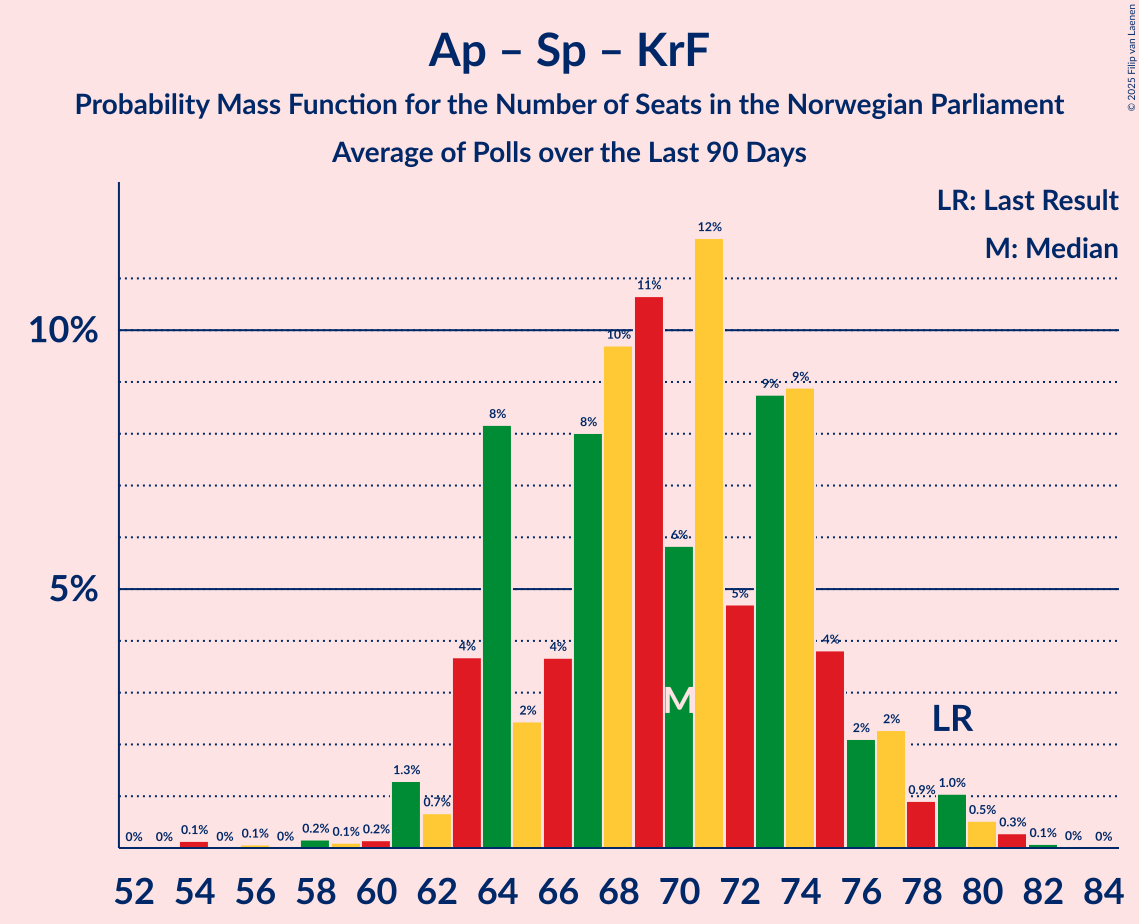 © 2025 Filip van Laenen
Ap – Sp – KrF
Probability Mass Function for the Number of Seats in the Norwegian Parliament
Average of Polls over the Last 90 Days
LR: Last Result
M: Median
10%
5%
0% 0% 0.1% 0% 0.1% 0% 0.2% 0.1% 0.2% 1.3% 0.7% 4% 8% 2% 4% 8% 10% 11% 6% 12% 5% 9% 9% 4% 2% 2% 0.9% 1.0% 0.5% 0.3% 0.1% 0% 0%
M
LR
52 54 56 58 60 62 64 66 68 70 72 74 76 78 80 82 84